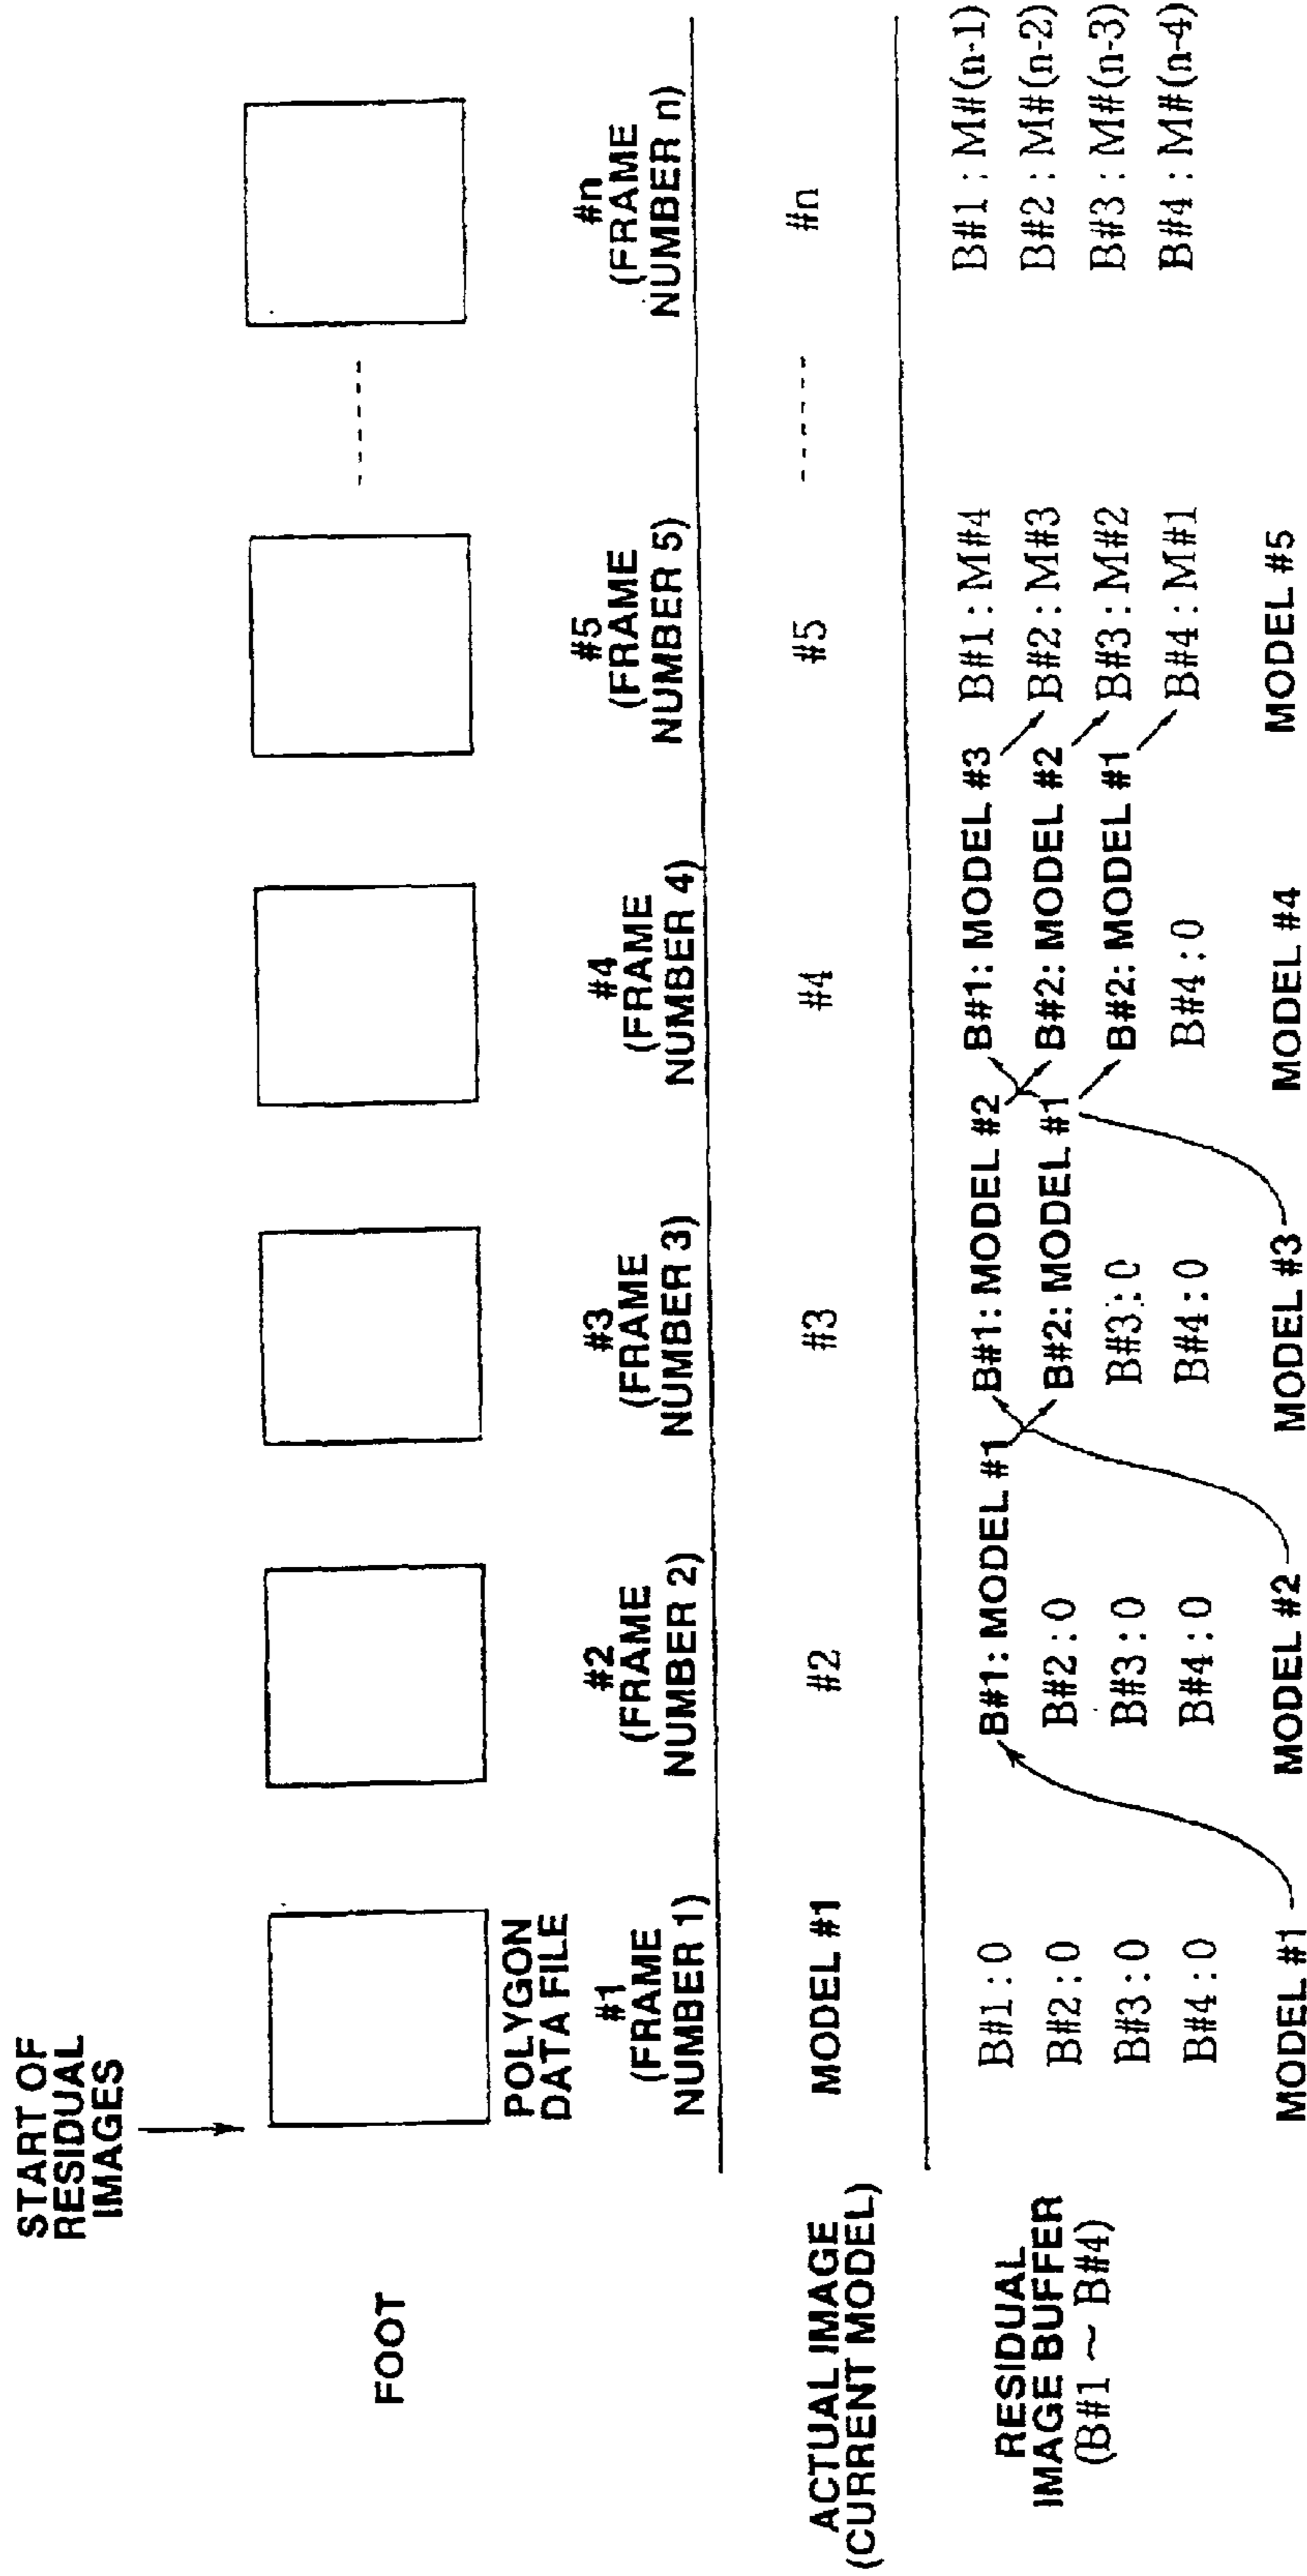 START OF
RESIDUAL
IMAGES
FOOT
POLYGON
DATA FILE
#1
(FRAME
NUMBER 1)
#2
(FRAME
NUMBER 2)
#3
(FRAME
NUMBER 3)
#4
(FRAME
NUMBER 4)
#5
(FRAME
NUMBER 5)
#n
(FRAME
NUMBER n)
ACTUAL IMAGE
(CURRENT MODEL)
MODEL #1
#2
#3
#4
#5
#n
RESIDUAL
IMAGE BUFFER
(B#1 ~ B#4)
B#1 : 0
B#2 : 0
B#3 : 0
B#4 : 0
MODEL #1
B#1: MODEL #1
B#2 : 0
B#3 : 0
B#4 : 0
MODEL #2
B#1: MODEL #2
B#2: MODEL #1
B#3 : 0
B#4 : 0
MODEL #3
B#1: MODEL #3
B#2: MODEL #2
B#2: MODEL #1
B#4 : 0
MODEL #4
B#1 : M#4
B#2 : M#3
B#3 : M#2
B#4 : M#1
MODEL #5
B#1 : M#(n-1)
B#2 : M#(n-2)
B#3 : M#(n-3)
B#4 : M#(n-4)